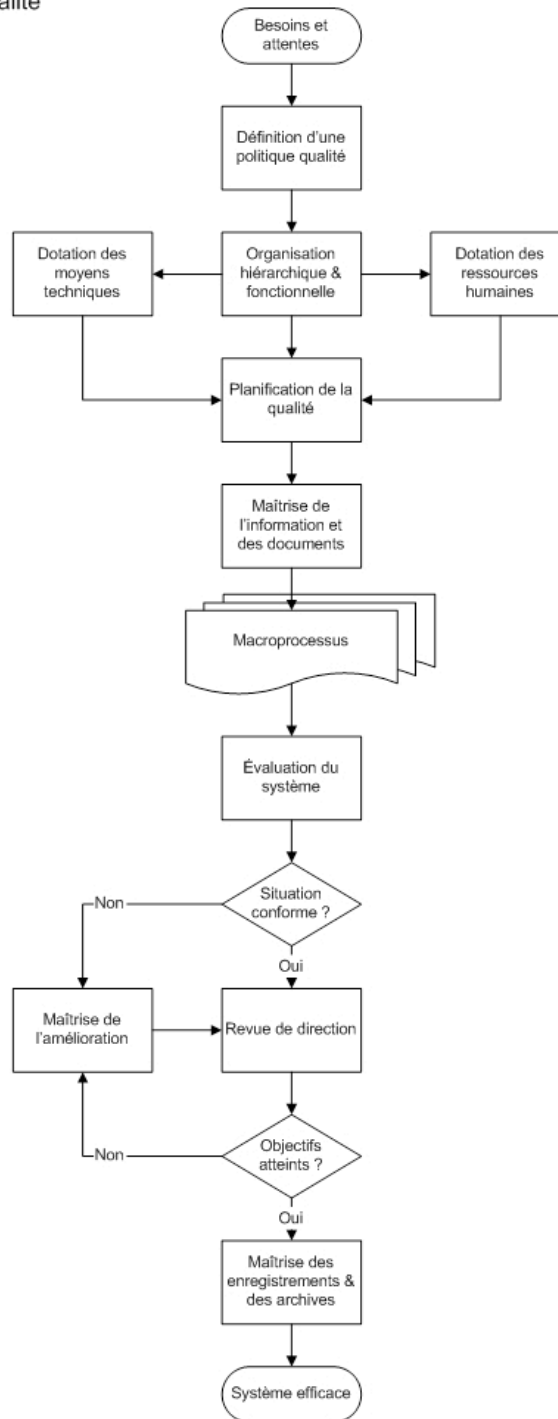 Besoins et
attentes
Définition d'une
politique qualité
Dotation des
moyens
techniques
Organisation
hiérarchique &
fonctionnelle
Dotation des
ressources
humaines
Planification de la
qualité
Maîtrise de
l'information et
des documents
Macroprocessus
Évaluation du
système
Situation
conforme ?
Non
Oui
Maîtrise de
l'amélioration
Revue de direction
Objectifs
atteints ?
Non
Oui
Maîtrise des
enregistrements &
des archives
Système efficace